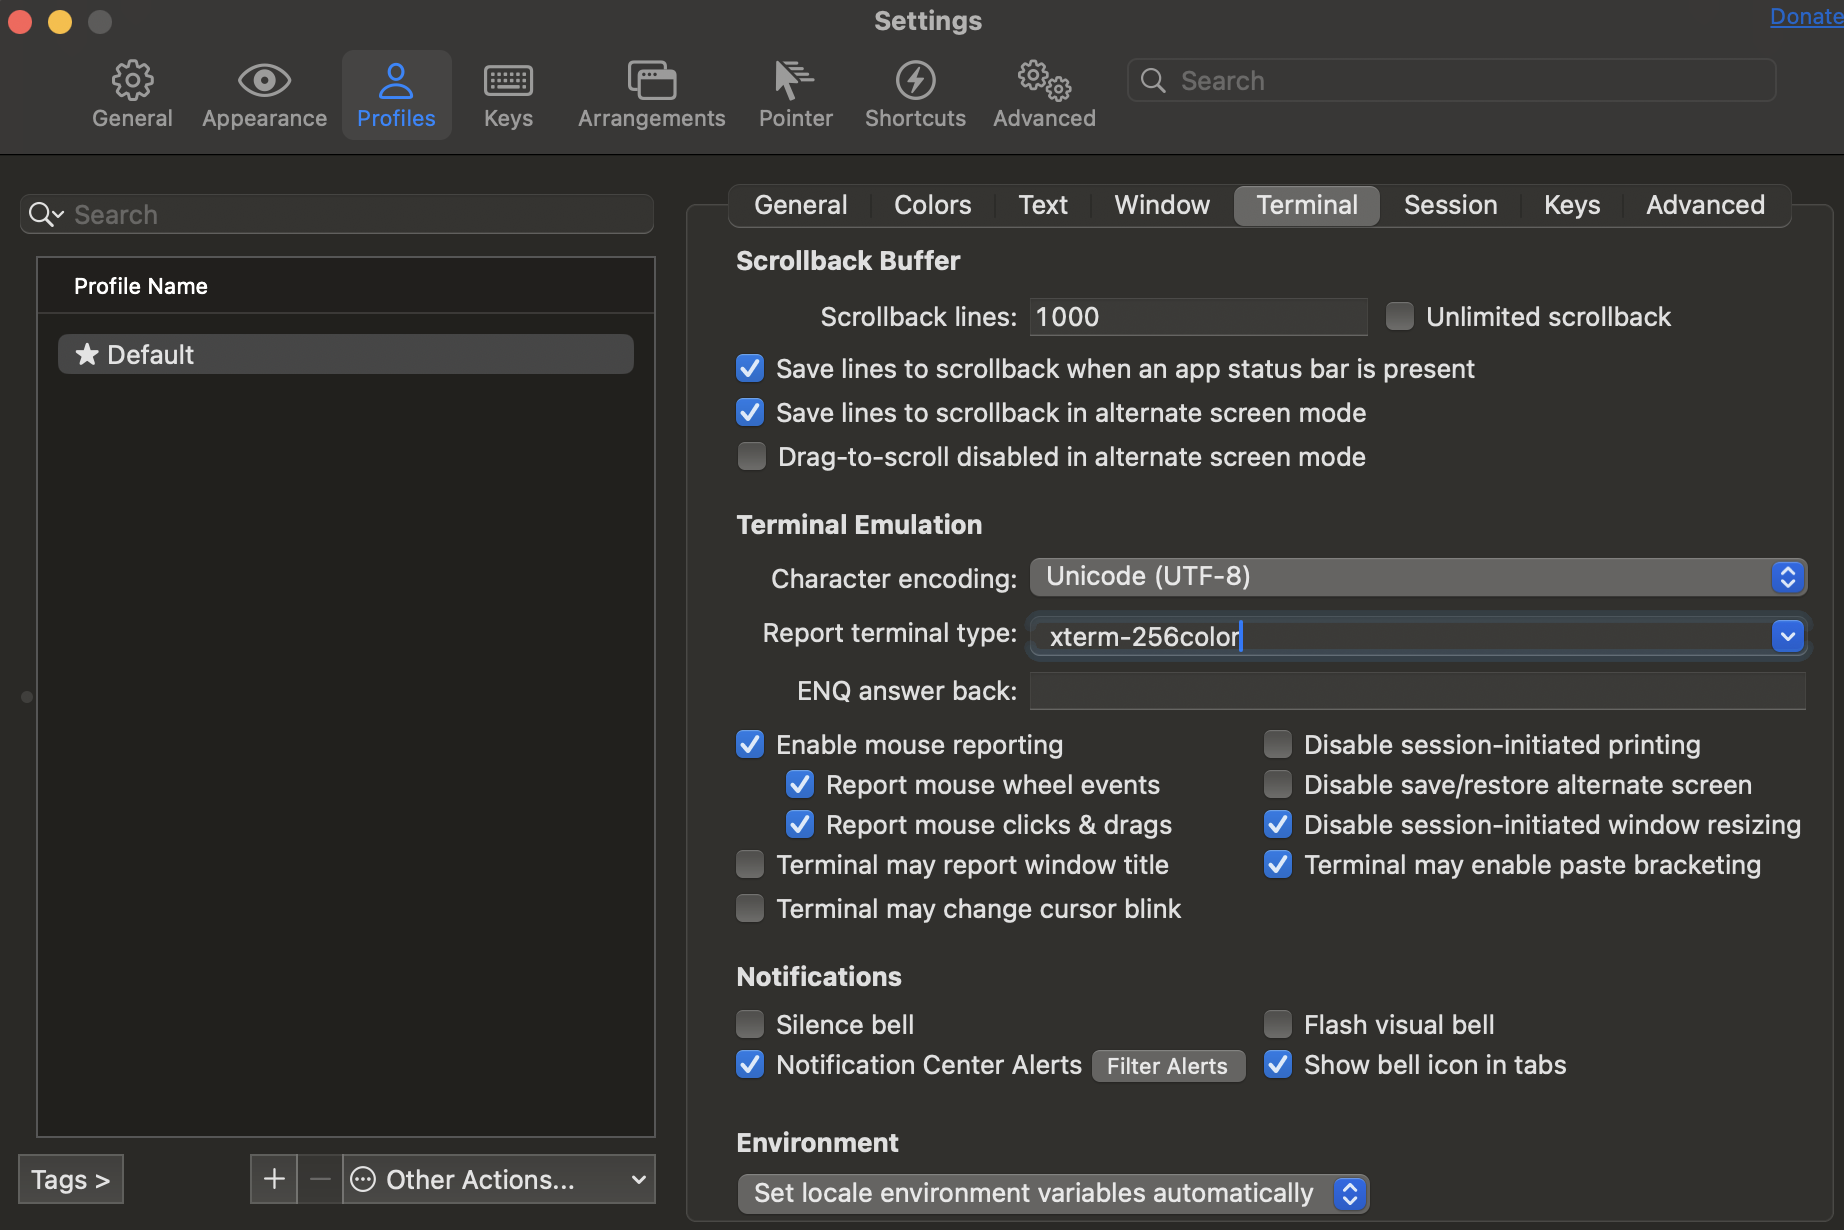 Settings
Donate
General
Appearance
Profiles
Keys
Arrangements
Pointer
Shortcuts
Advanced
Search
Search
Profile Name
Default
Tags >
Other Actions...
General
Colors
Text
Window
Terminal
Session
Keys
Advanced
Scrollback Buffer
Scrollback lines: 1000
Unlimited scrollback
Save lines to scrollback when an app status bar is present
Save lines to scrollback in alternate screen mode
Drag-to-scroll disabled in alternate screen mode
Terminal Emulation
Character encoding: Unicode (UTF-8)
Report terminal type: xterm-256color
ENQ answer back:
Enable mouse reporting
Report mouse wheel events
Report mouse clicks & drags
Terminal may report window title
Terminal may change cursor blink
Disable session-initiated printing
Disable save/restore alternate screen
Disable session-initiated window resizing
Terminal may enable paste bracketing
Notifications
Silence bell
Flash visual bell
Notification Center Alerts
Filter Alerts
Show bell icon in tabs
Environment
Set locale environment variables automatically